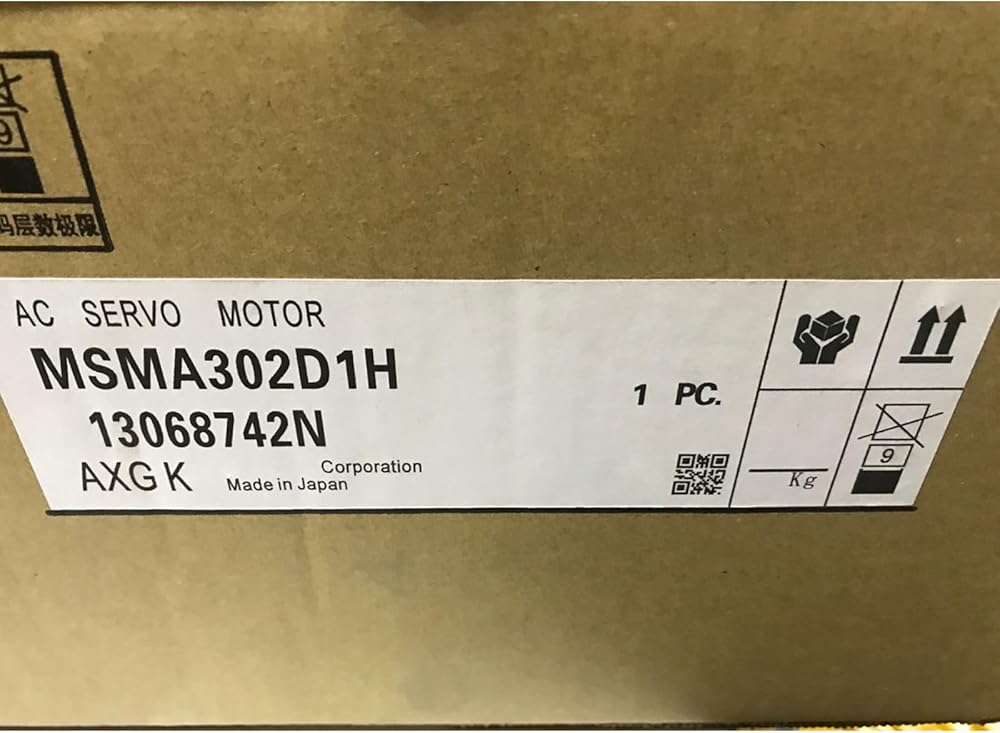 9
码层数极限
AC SERVO MOTOR
MSMA302D1H
13068742N
1 PC.
AXGK
Corporation
Made in Japan
Kg
9